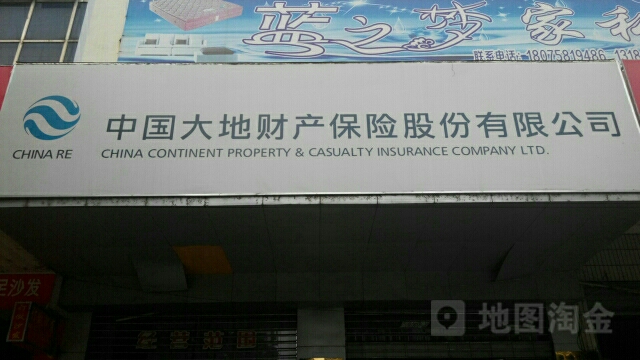 蓝之梦家
联系电话:18075819486
中国大地财产保险股份有限公司
CHINA RE
CHINA CONTINENT PROPERTY & CASUALTY INSURANCE COMPANY LTD.
足沙发
地图淘金